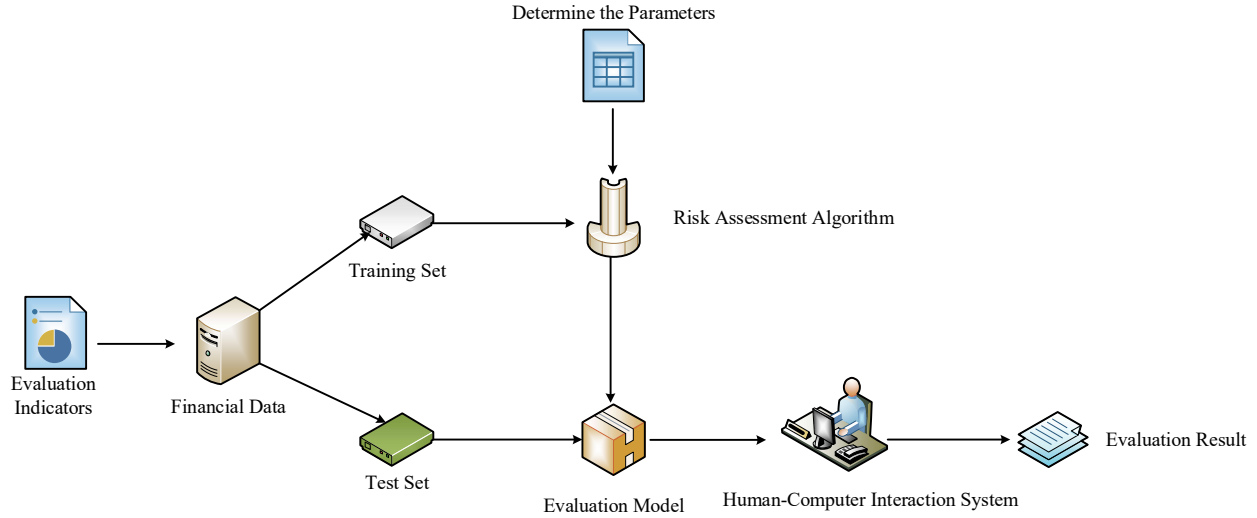 Determine the Parameters
Risk Assessment Algorithm
Training Set
Evaluation
Indicators
Financial Data
Test Set
Evaluation Model
Human-Computer Interaction System
Evaluation Result